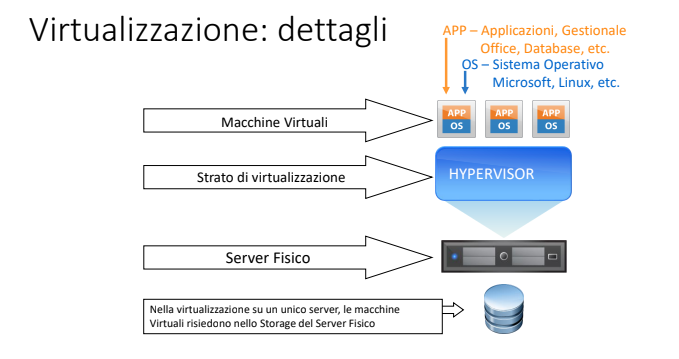 Virtualizzazione: dettagli
APP – Applicazioni, Gestionale
Office, Database, etc.
OS – Sistema Operativo
Microsoft, Linux, etc.
Macchine Virtuali
APP APP APP
OS OS OS
Strato di virtualizzazione
HYPERVISOR
Server Fisico
Nella virtualizzazione su un unico server, le macchine
Virtuali risiedono nello Storage del Server Fisico